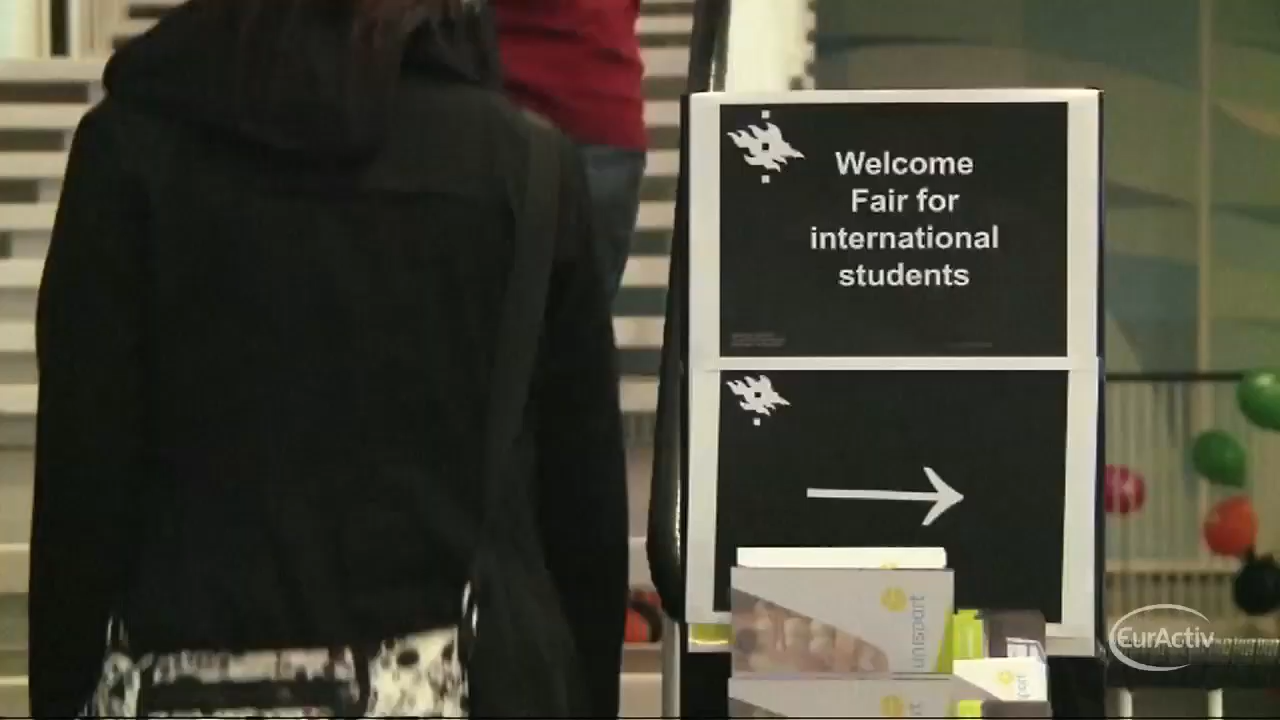 Welcome
Fair for
international
students
unisport
EurActiv